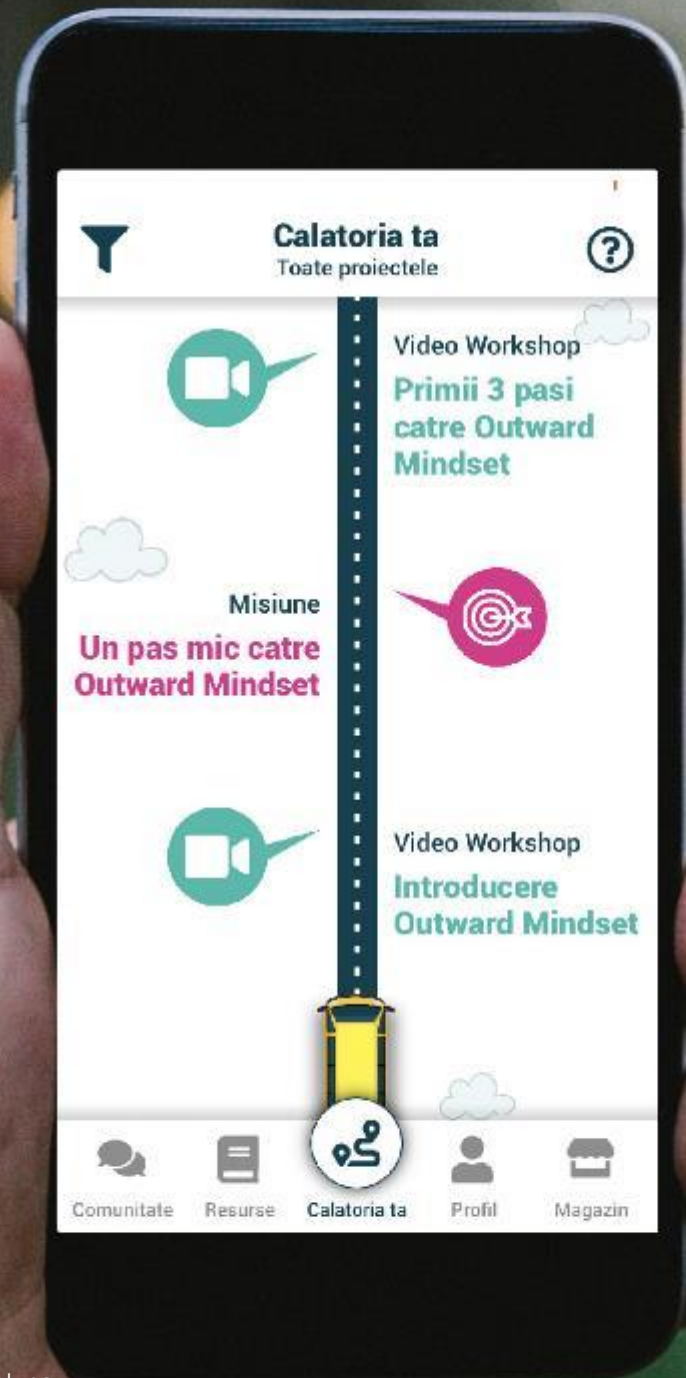 Calatoria ta
Toate proiectele
Video Workshop
Primii 3 pasi
catre Outward
Mindset
Misiune
Un pas mic catre
Outward Mindset
Video Workshop
Introducere
Outward Mindset
Comunitate
Resurse
Calatoria ta
Profil
Magazin